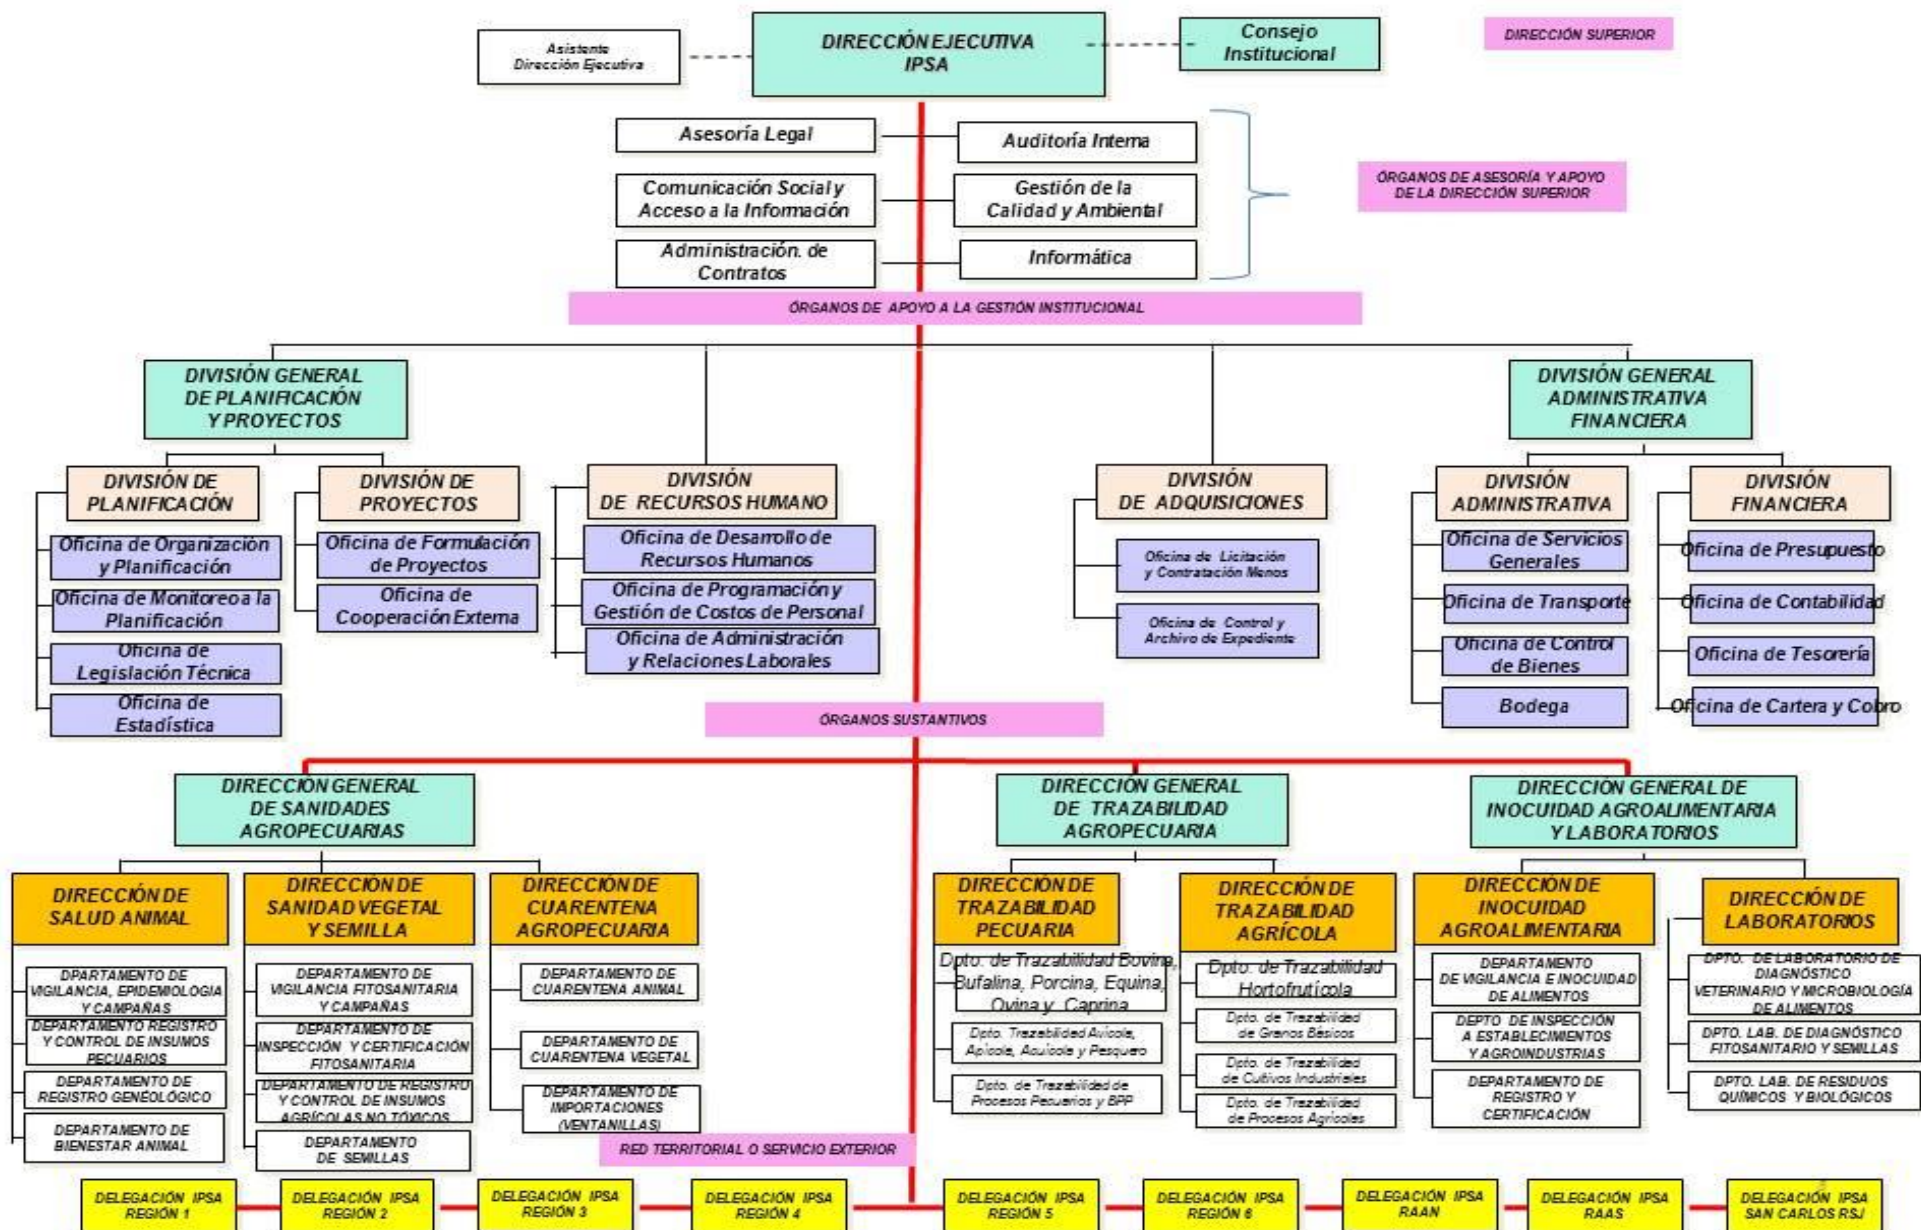 Asistente
Dirección Ejecutiva
DIRECCIÓN EJECUTIVA
IPSA
Consejo
Institucional
DIRECCIÓN SUPERIOR
Asesoría Legal
Auditoría Interna
Comunicación Social y
Acceso a la Información
Gestión de la
Calidad y Ambiental
ÓRGANOS DE ASESORÍA Y APOYO
DE LA DIRECCIÓN SUPERIOR
Administración. de
Contratos
Informática
ÓRGANOS DE APOYO A LA GESTIÓN INSTITUCIONAL
DIVISIÓN GENERAL
DE PLANIFICACIÓN
Y PROYECTOS
DIVISIÓN GENERAL
ADMINISTRATIVA
FINANCIERA
DIVISIÓN DE
PLANIFICACIÓN
DIVISIÓN DE
PROYECTOS
DIVISIÓN
DE RECURSOS HUMANO
DIVISIÓN
DE ADQUISICIONES
DIVISIÓN
ADMINISTRATIVA
DIVISIÓN
FINANCIERA
Oficina de Organización
y Planificación
Oficina de Monitoreo a la
Planificación
Oficina de
Legislación Técnica
Oficina de
Estadística
Oficina de Formulación
de Proyectos
Oficina de
Cooperación Externa
Oficina de Desarrollo de
Recursos Humanos
Oficina de Programación y
Gestión de Costos de Personal
Oficina de Administración
y Relaciones Laborales
Oficina de Licitación
y Contratación Menos
Oficina de Control y
Archivo de Expediente
Oficina de Servicios
Generales
Oficina de Transporte
Oficina de Control
de Bienes
Bodega
Oficina de Presupuesto
Oficina de Contabilidad
Oficina de Tesorería
Oficina de Cartera y Cobro
ÓRGANOS SUSTANTIVOS
DIRECCIÓN GENERAL
DE SANIDADES
AGROPECUARIAS
DIRECCIÓN GENERAL
DE TRAZABILIDAD
AGROPECUARIA
DIRECCIÓN GENERAL DE
INOCUIDAD AGROALIMENTARIA
Y LABORATORIOS
DIRECCIÓN DE
SALUD ANIMAL
DIRECCIÓN DE
SANIDAD VEGETAL
Y SEMILLA
DIRECCIÓN DE
CUARENTENA
AGROPECUARIA
DIRECCIÓN DE
TRAZABILIDAD
PECUARIA
DIRECCIÓN DE
TRAZABILIDAD
AGRÍCOLA
DIRECCIÓN DE
INOCUIDAD
AGROALIMENTARIA
DIRECCIÓN DE
LABORATORIOS
DPARTAMENTO DE
VIGILANCIA, EPIDEMIOLOGIA
Y CAMPAÑAS
DEPARTAMENTO REGISTRO
Y CONTROL DE INSUMOS
PECUARIOS
DEPARTAMENTO DE
REGISTRO GENEÓLÓGICO
DEPARTAMENTO DE
BIENESTAR ANIMAL
DEPARTAMENTO DE
VIGILANCIA FITOSANITARIA
Y CAMPAÑAS
DEPARTAMENTO DE
INSPECCIÓN Y CERTIFICACIÓN
FITOSANITARIA
DEPARTAMENTO DE REGISTRO
Y CONTROL DE INSUMOS
AGRÍCOLAS NO TÓXICOS
DEPARTAMENTO
DE SEMILLAS
DEPARTAMENTO DE
CUARENTENA ANIMAL
DEPARTAMENTO DE
CUARENTENA VEGETAL
DEPARTAMENTO DE
IMPORTACIONES
(VENTANILLAS)
Dpto. de Trazabilidad Bovina,
Bufalina, Porcina, Equina,
Ovina y Caprina
Dpto. Trazabilidad Avícola,
Apícola, Acuícola y Pesquero
Dpto. de Trazabilidad de
Procesos Pecuarios y BPP
Dpto. de Trazabilidad
Hortofrutícola
Dpto. de Trazabilidad
de Granos Básicos
Dpto. de Trazabilidad
de Cultivos Industriales
Dpto. de Trazabilidad
de Procesos Agrícolas
DEPARTAMENTO
DE VIGILANCIA E INOCUIDAD
DE ALIMENTOS
DEPTO DE INSPECCIÓN
A ESTABLECIMIENTOS
Y AGROINDUSTRIAS
DEPARTAMENTO DE
REGISTRO Y
CERTIFICACIÓN
DPTO. DE LABORATORIO DE
DIAGNÓSTICO
VETERINARIO Y MICROBIOLOGÍA
DE ALIMENTOS
DPTO. LAB. DE DIAGNÓSTICO
FITOSANITARIO Y SEMILLAS
DPTO. LAB. DE RESIDUOS
QUÍMICOS Y BIOLÓGICOS
RED TERRITORIAL O SERVICIO EXTERIOR
DELEGACIÓN IPSA
REGIÓN 1
DELEGACIÓN IPSA
REGIÓN 2
DELEGACIÓN IPSA
REGIÓN 3
DELEGACIÓN IPSA
REGIÓN 4
DELEGACIÓN IPSA
REGIÓN 5
DELEGACIÓN IPSA
REGIÓN 6
DELEGACIÓN IPSA
RAAN
DELEGACIÓN IPSA
RAAS
DELEGACIÓN IPSA
SAN CARLOS RSJ